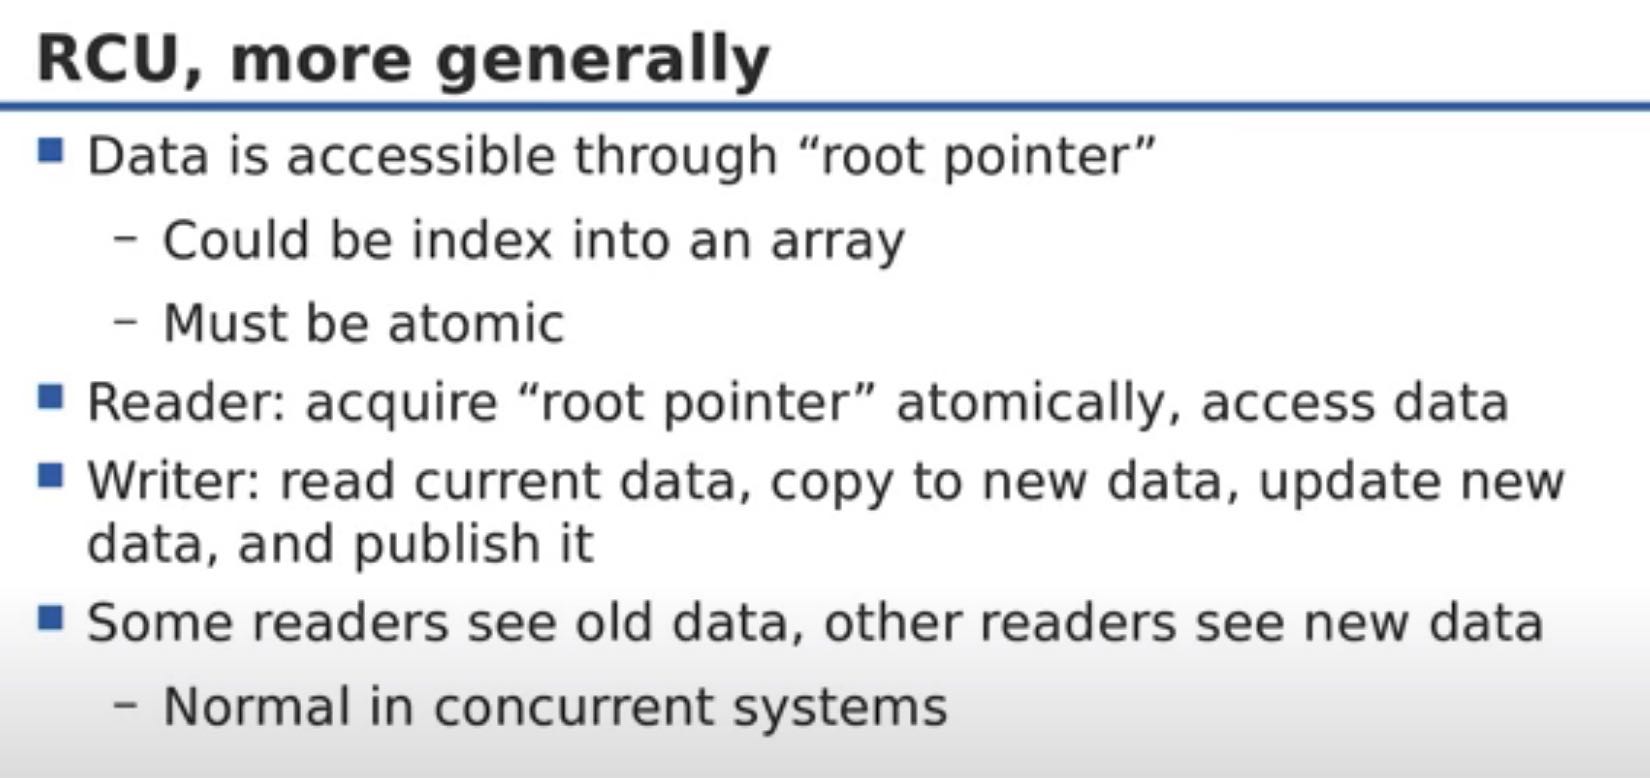 RCU, more generally
Data is accessible through “root pointer”
– Could be index into an array
– Must be atomic
Reader: acquire “root pointer” atomically, access data
Writer: read current data, copy to new data, update new
data, and publish it
Some readers see old data, other readers see new data
– Normal in concurrent systems